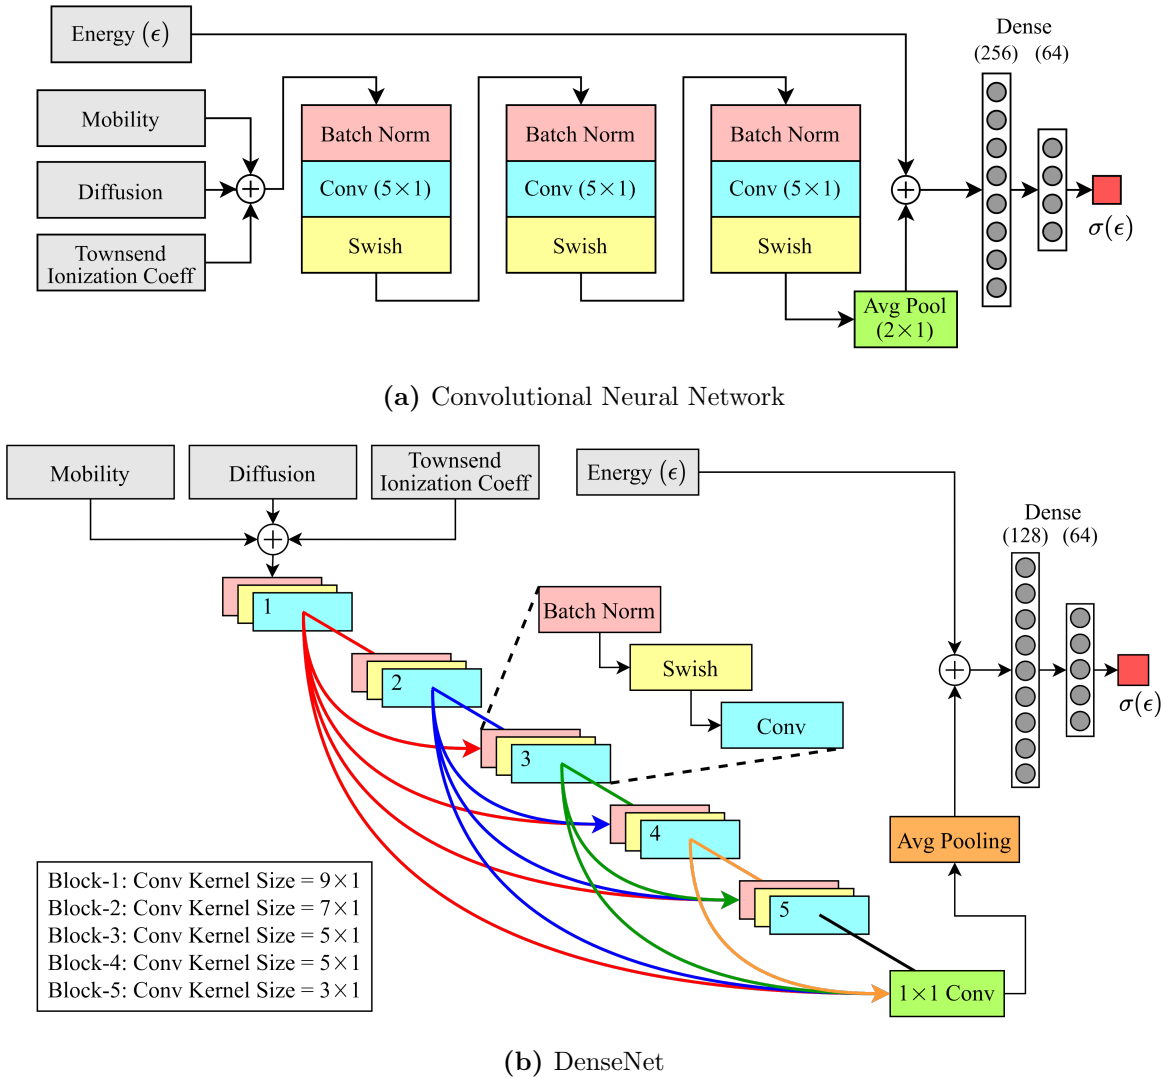 Energy (ϵ)
Dense
(256) (64)
Mobility
Diffusion
Townsend
Ionization Coeff
Batch Norm
Conv (5×1)
Swish
Batch Norm
Conv (5×1)
Swish
Batch Norm
Conv (5×1)
Swish
Avg Pool
(2×1)
σ(ϵ)
(a) Convolutional Neural Network
Mobility
Diffusion
Townsend
Ionization Coeff
Energy (ϵ)
Dense
(128) (64)
1
2
3
4
5
Batch Norm
Swish
Conv
σ(ϵ)
Avg Pooling
1×1 Conv
Block-1: Conv Kernel Size = 9×1
Block-2: Conv Kernel Size = 7×1
Block-3: Conv Kernel Size = 5×1
Block-4: Conv Kernel Size = 5×1
Block-5: Conv Kernel Size = 3×1
(b) DenseNet